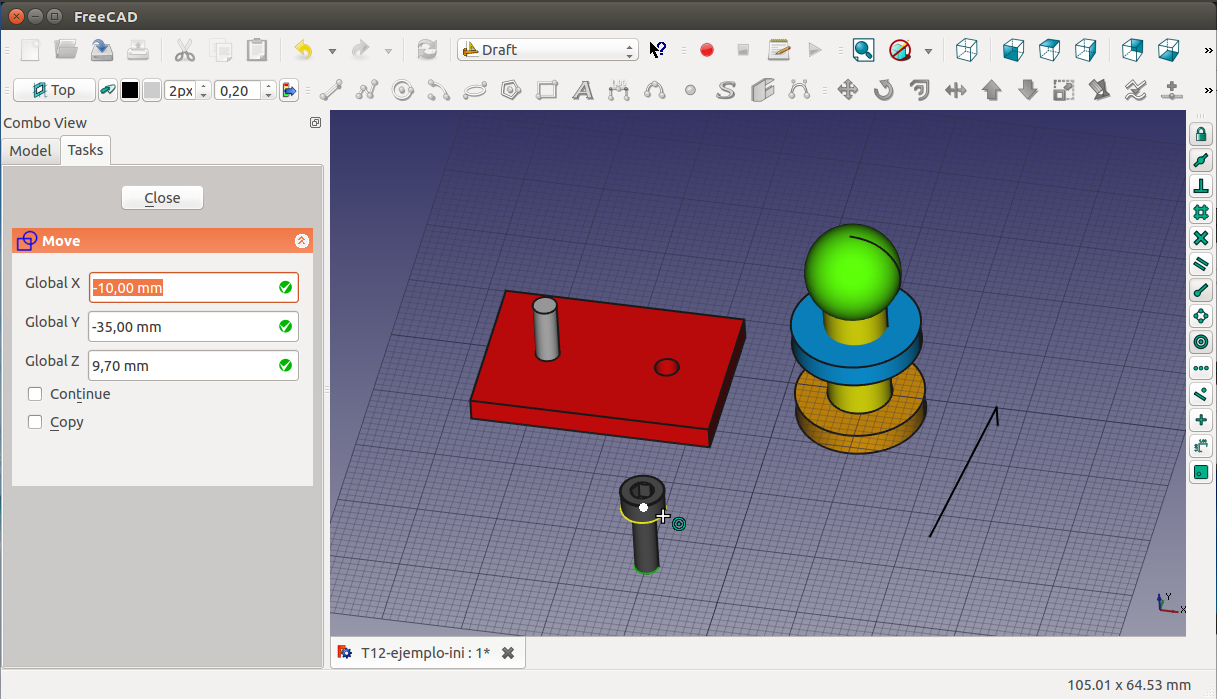 FreeCAD
Draft
Top
2px
0,20
Combo View
Model
Tasks
Close
Move
Global X
-10,00 mm
Global Y
-35,00 mm
Global Z
9,70 mm
Continue
Copy
Y
X
T12-ejemplo-ini : 1*
105.01 x 64.53 mm